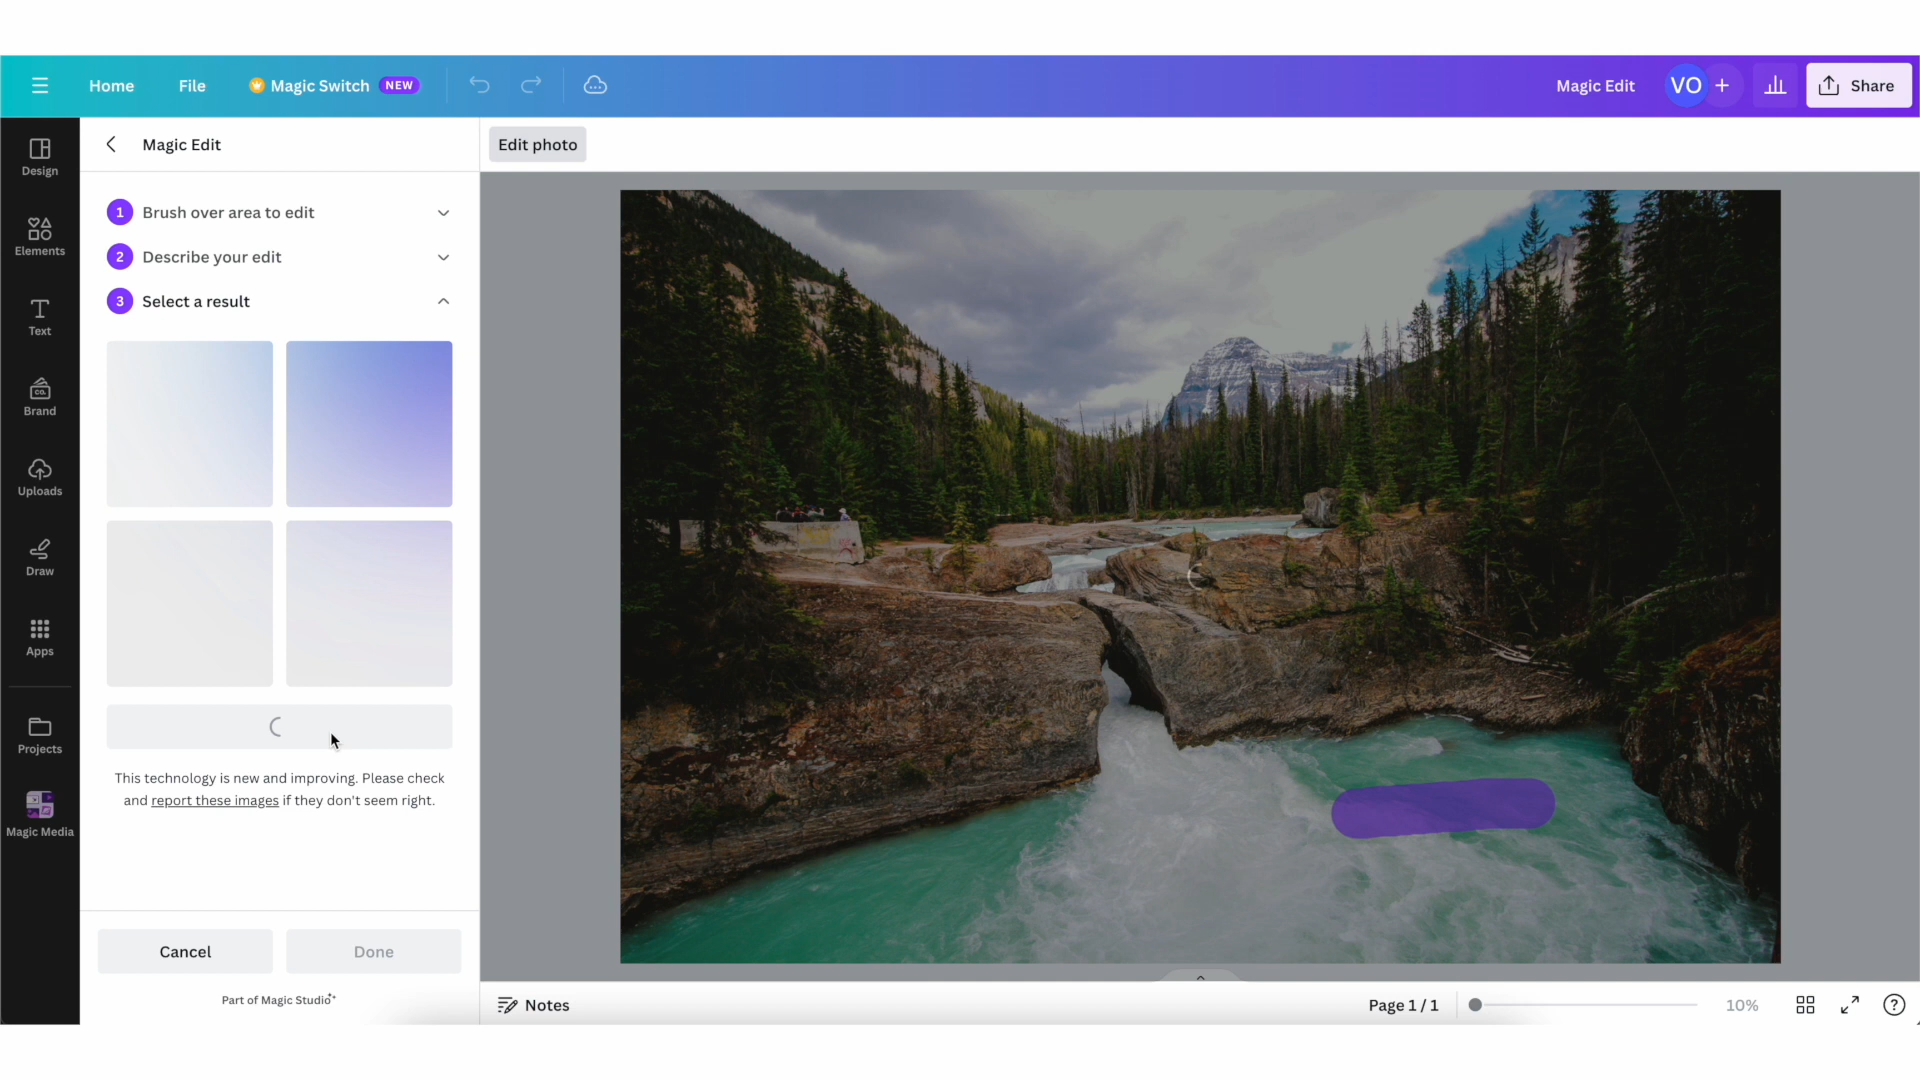 Home
File
Magic Switch
NEW
Magic Edit
VO
+
Share
Design
Elements
Text
Brand
Uploads
Draw
Apps
Projects
Magic Media
Magic Edit
1 Brush over area to edit
2 Describe your edit
3 Select a result
This technology is new and improving. Please check
and report these images if they don't seem right.
Cancel
Done
Part of Magic Studio
Edit photo
Notes
Page 1 / 1
10%
?